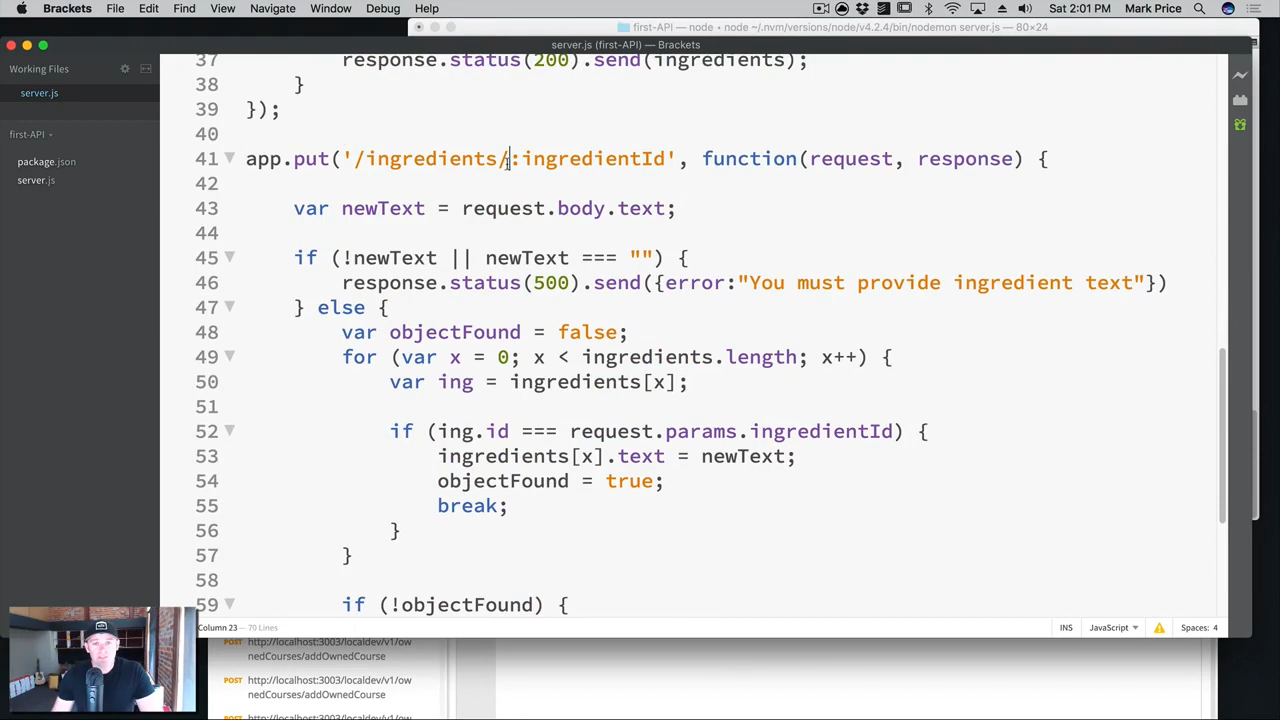 Brackets File Edit Find View Navigate Window Debug Help Sat 2:01 PM Mark Price
first-API — node • node ~/.nvm/versions/node/v4.2.4/bin/nodemon server.js — 80×24
server.js (first-API) — Brackets
Working Files
server.js
first-API
package.json
server.js
37 response.status(200).send(ingredients);
38 }
39 });
40
41 app.put('/ingredients/:ingredientId', function(request, response) {
42
43 var newText = request.body.text;
44
45 if (!newText || newText === "") {
46 response.status(500).send({error:"You must provide ingredient text"})
47 } else {
48 var objectFound = false;
49 for (var x = 0; x < ingredients.length; x++) {
50 var ing = ingredients[x];
51
52 if (ing.id === request.params.ingredientId) {
53 ingredients[x].text = newText;
54 objectFound = true;
55 break;
56 }
57 }
58
59 if (!objectFound) {
Column 23 — 70 Lines INS JavaScript Spaces: 4
POST http://localhost:3003/localdev/v1/ow
nedCourses/addOwnedCourse
POST http://localhost:3003/localdev/v1/ow
nedCourses/addOwnedCourse
POST http://localhost:3003/localdev/v1/ow